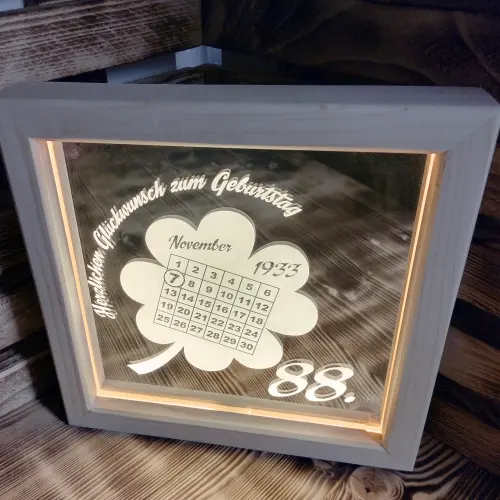 Herzlichen Glückwunsch zum Geburtstag
November
1933
1 2 3 4 5 6
7 8 9 10 11 12
13 14 15 16 17 18
19 20 21 22 23 24
25 26 27 28 29 30
88.